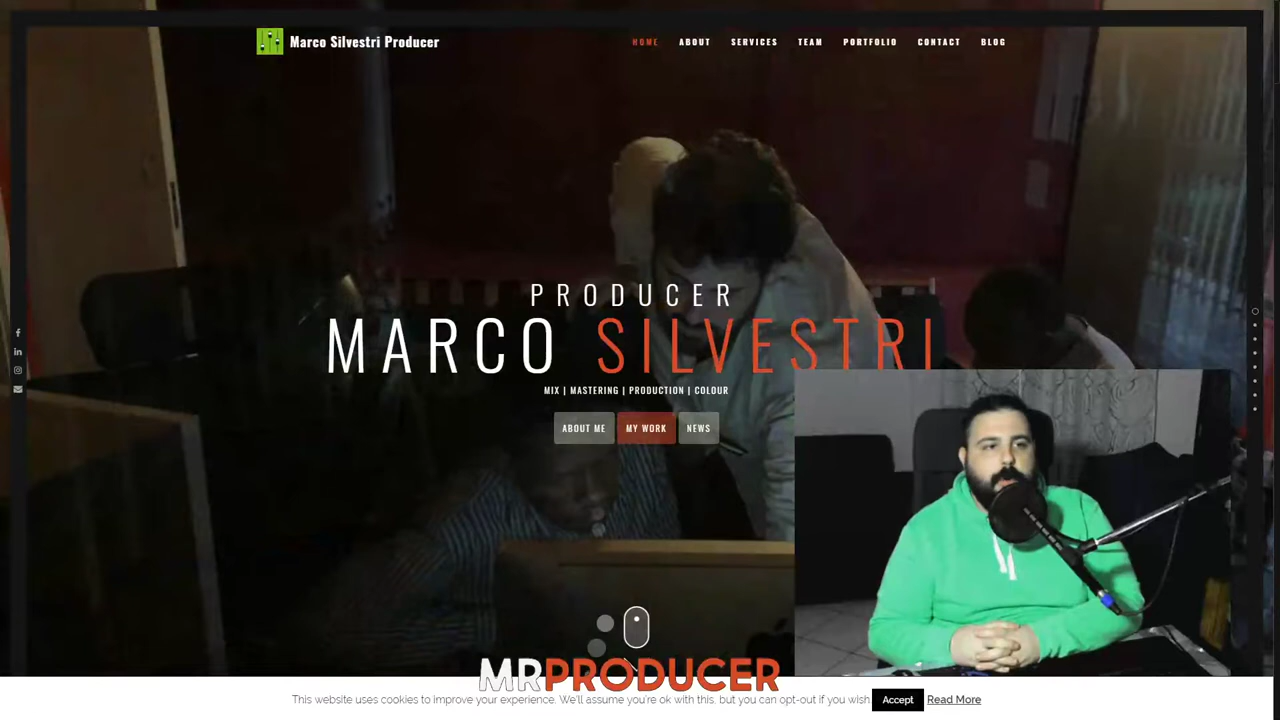 Marco Silvestri Producer
HOME ABOUT SERVICES TEAM PORTFOLIO CONTACT BLOG
PRODUCER
MARCO SILVESTRI
MIX | MASTERING | PRODUCTION | COLOUR
ABOUT ME MY WORK NEWS
MRPRODUCER
This website uses cookies to improve your experience. We'll assume you're ok with this, but you can opt-out if you wish. Accept Read More